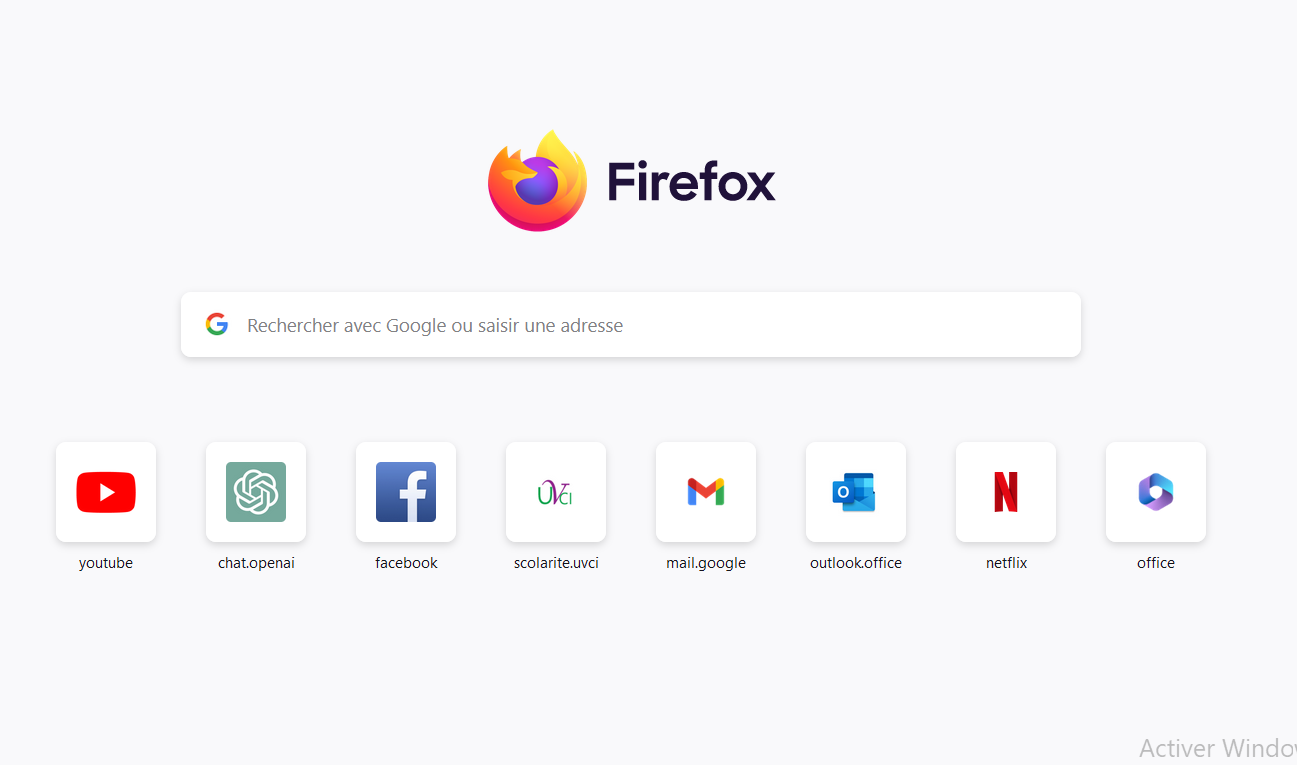 Firefox
Rechercher avec Google ou saisir une adresse
youtube
chat.openai
facebook
scolarite.uvci
mail.google
outlook.office
netflix
office
UVCI
O
N
Activer Windo